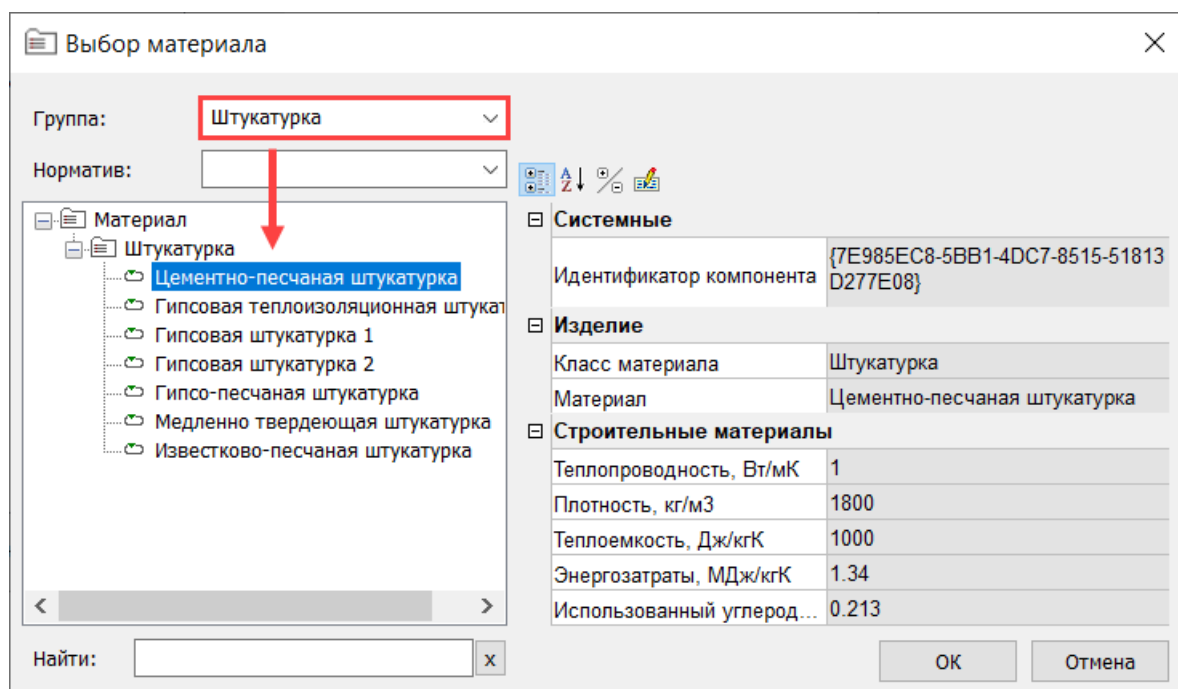 Выбор материала
Группа: Штукатурка
Норматив:
Материал
Штукатурка
Цементно-песчаная штукатурка
Гипсовая теплоизоляционная штукат
Гипсовая штукатурка 1
Гипсовая штукатурка 2
Гипсо-песчаная штукатурка
Медленно твердеющая штукатурка
Известково-песчаная штукатурка
Найти: x
Системные
Идентификатор компонента {7E985EC8-5BB1-4DC7-8515-51813
D277E08}
Изделие
Класс материала Штукатурка
Материал Цементно-песчаная штукатурка
Строительные материалы
Теплопроводность, Вт/мК 1
Плотность, кг/м3 1800
Теплоемкость, Дж/кгК 1000
Энергозатраты, МДж/кгК 1.34
Использованный углерод... 0.213
ОК Отмена